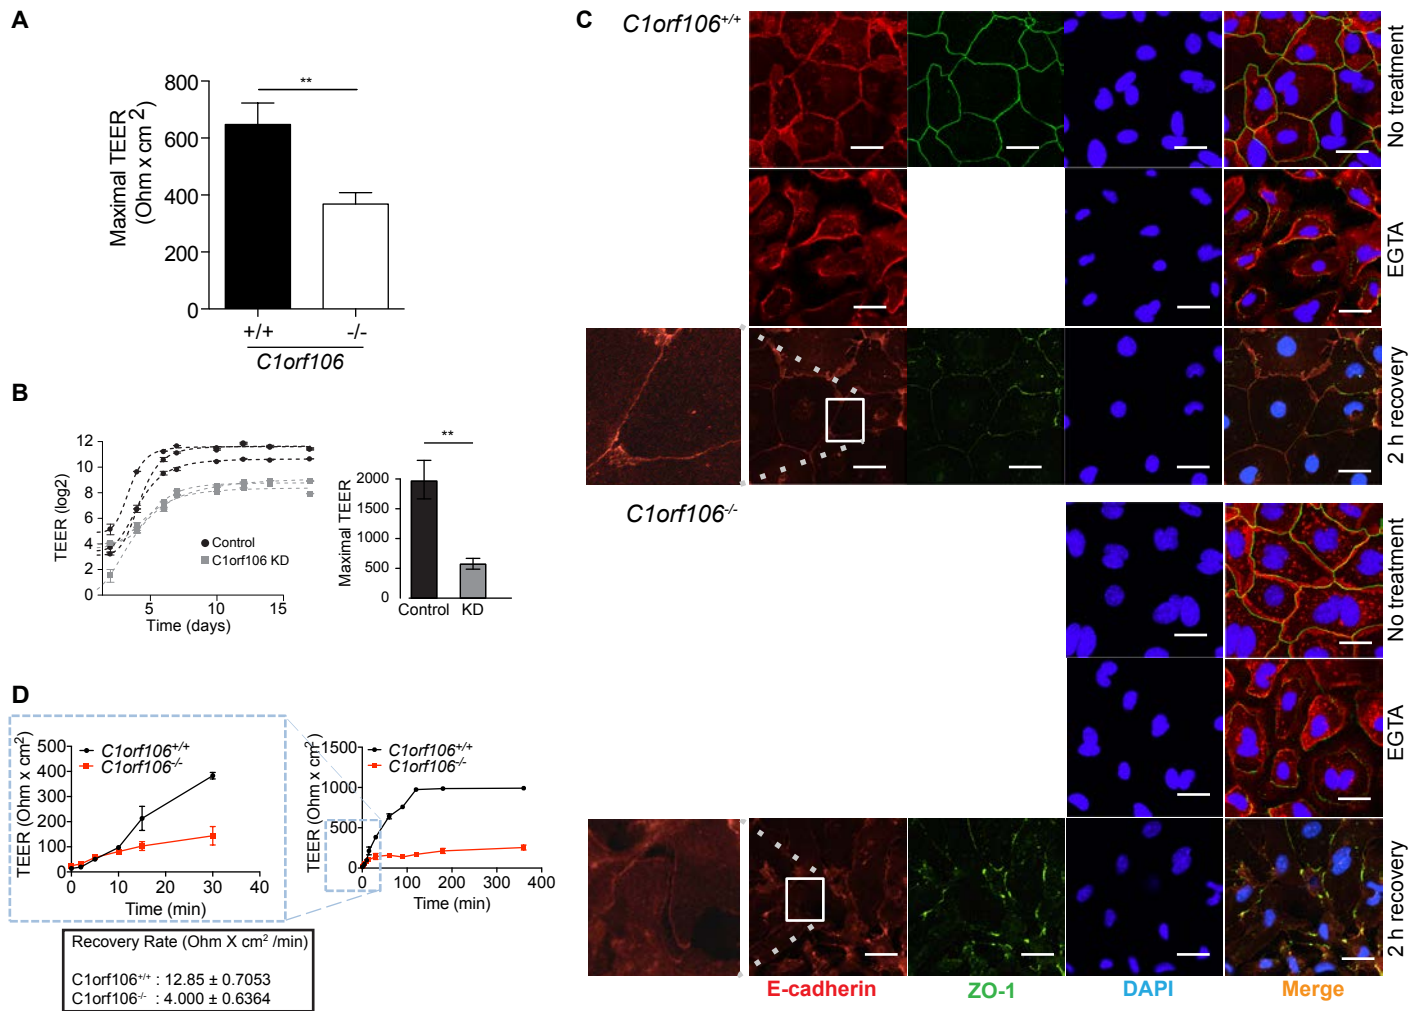 A
800
600
400
200
0
Maximal TEER
(Ohm x cm²)
**
+/+
-/-
C1orf106
B
12
10
8
6
4
2
0
TEER (log2)
Control
C1orf106 KD
5
10
15
Time (days)
**
2000
1500
1000
500
0
Maximal TEER
Control
KD
C
C1orf106+/+
No treatment
EGTA
2 h recovery
C1orf106-/-
No treatment
EGTA
2 h recovery
E-cadherin
ZO-1
DAPI
Merge
D
500
400
300
200
100
0
TEER (Ohm x cm²)
C1orf106+/+
C1orf106-/-
0
10
20
30
40
Time (min)
1500
1000
500
0
TEER (Ohm x cm²)
C1orf106+/+
C1orf106-/-
0
100
200
300
400
Time (min)
Recovery Rate (Ohm X cm² /min)
C1orf106+/+ : 12.85 ± 0.7053
C1orf106-/- : 4.000 ± 0.6364